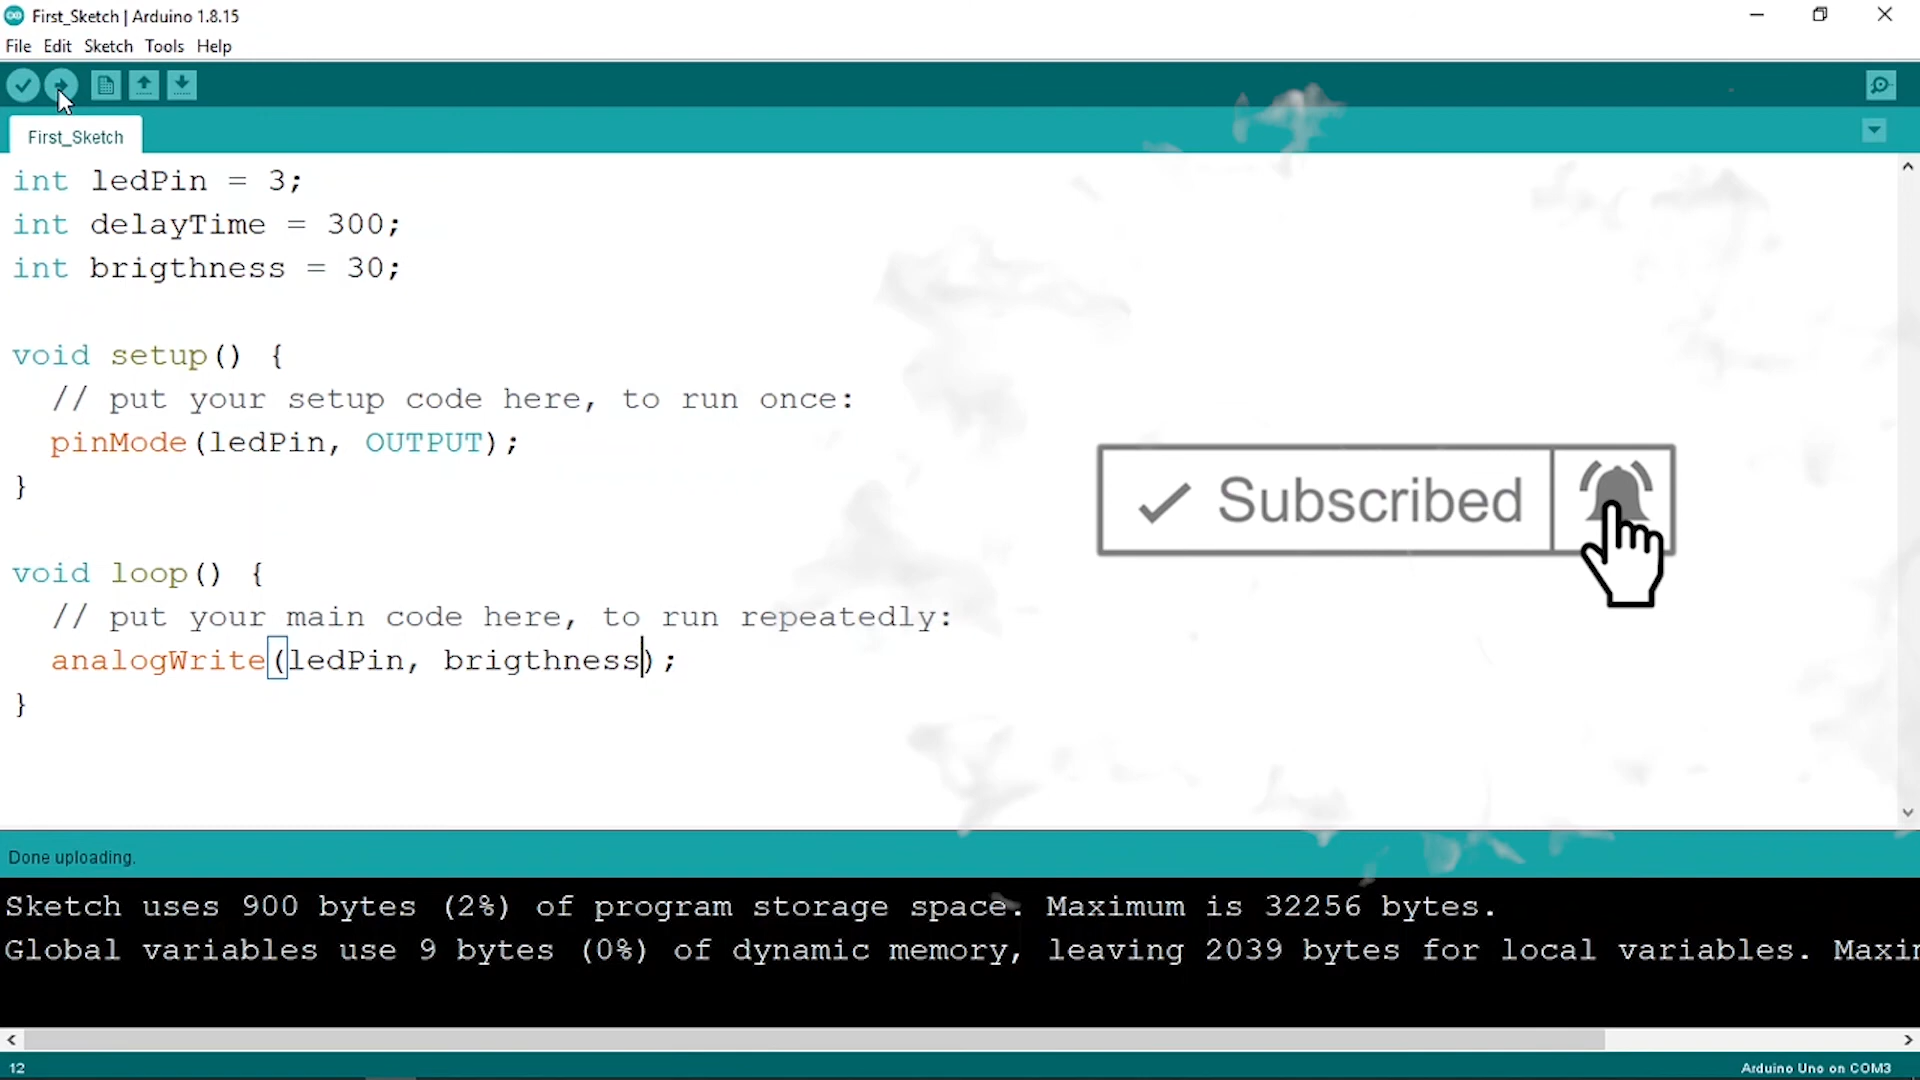 First_Sketch | Arduino 1.8.15
File Edit Sketch Tools Help
First_Sketch
int ledPin = 3;
int delayTime = 300;
int brigthness = 30;
void setup() {
// put your setup code here, to run once:
pinMode(ledPin, OUTPUT);
}
void loop() {
// put your main code here, to run repeatedly:
analogWrite(ledPin, brigthness);
}
Subscribed
Done uploading.
Sketch uses 900 bytes (2%) of program storage space. Maximum is 32256 bytes.
Global variables use 9 bytes (0%) of dynamic memory, leaving 2039 bytes for local variables.
12
Arduino Uno on COM3